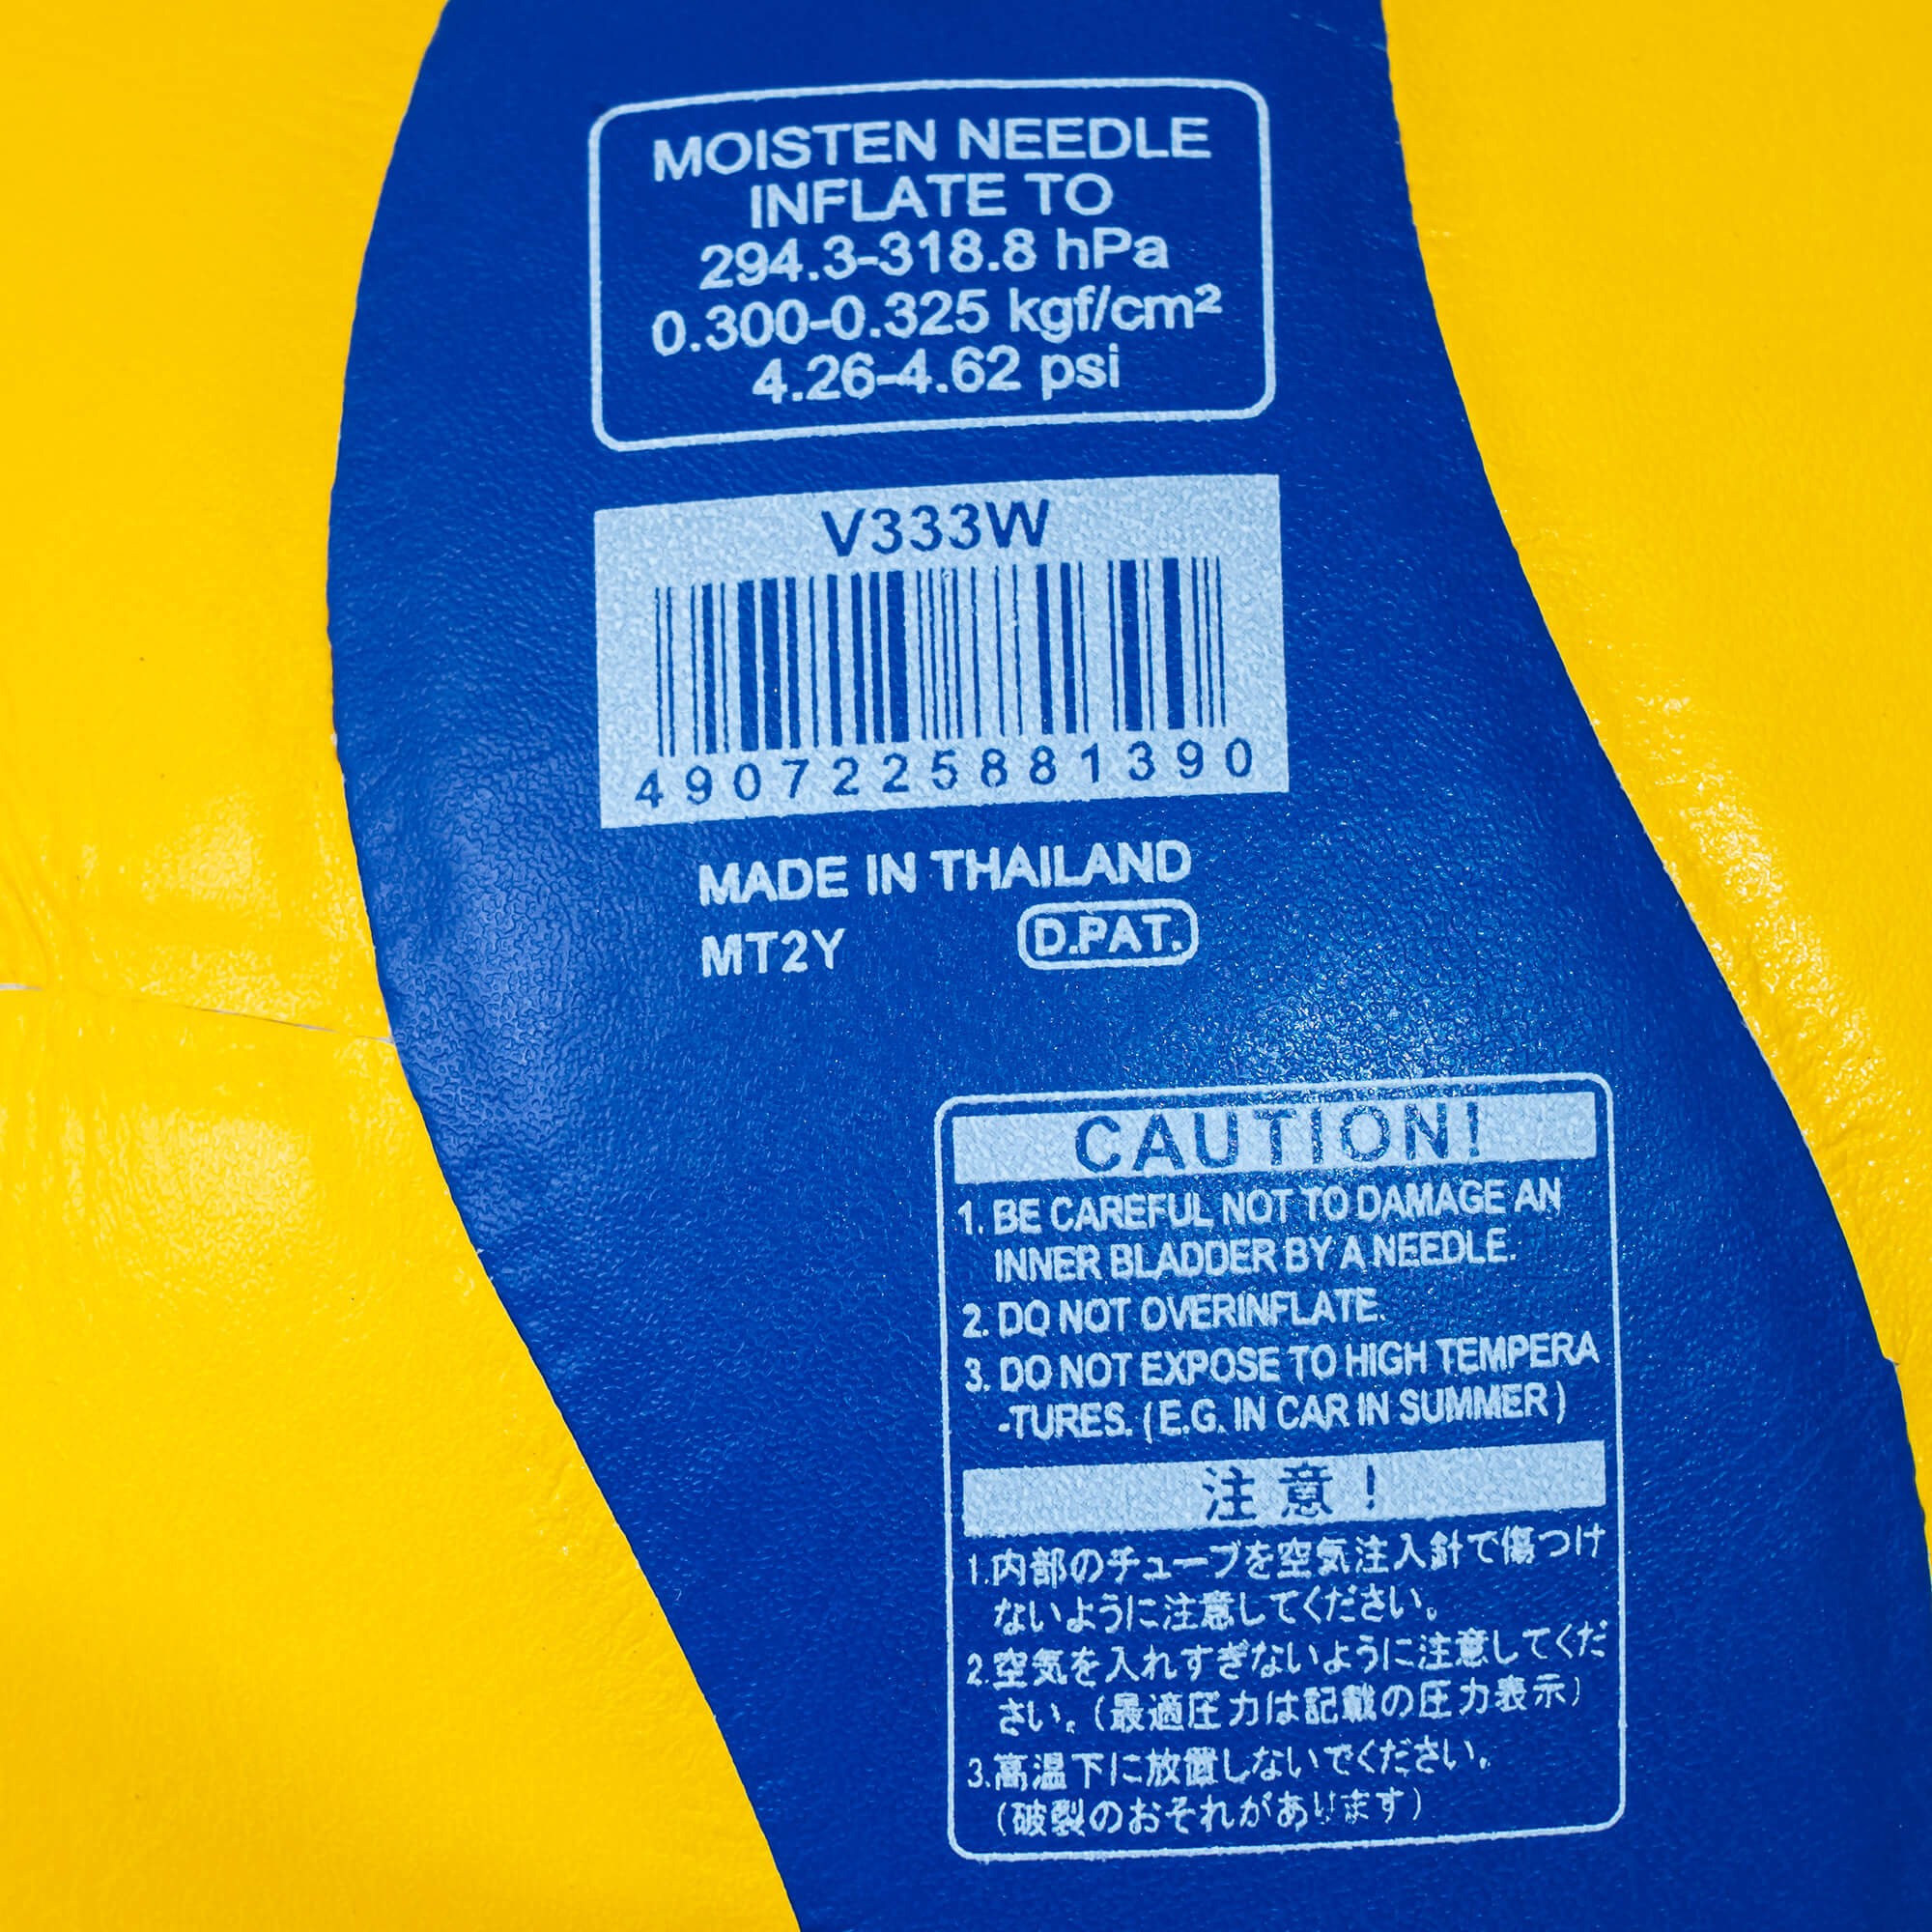 MOISTEN NEEDLE
INFLATE TO
294.3-318.8 hPa
0.300-0.325 kgf/cm²
4.26-4.62 psi
V333W
4907225881390
MADE IN THAILAND
MT2Y D.PAT.
CAUTION!
1. BE CAREFUL NOT TO DAMAGE AN
INNER BLADDER BY A NEEDLE.
2. DO NOT OVERINFLATE.
3. DO NOT EXPOSE TO HIGH TEMPERA
-TURES. (E.G. IN CAR IN SUMMER)
注意!
1.内部のチューブを空気注入針で傷つけ
ないように注意してください。
2.空気を入れすぎないように注意してくだ
さい。(最適圧力は記載の圧力表示)
3.高温下に放置しないでください。
(破裂のおそれがあります)